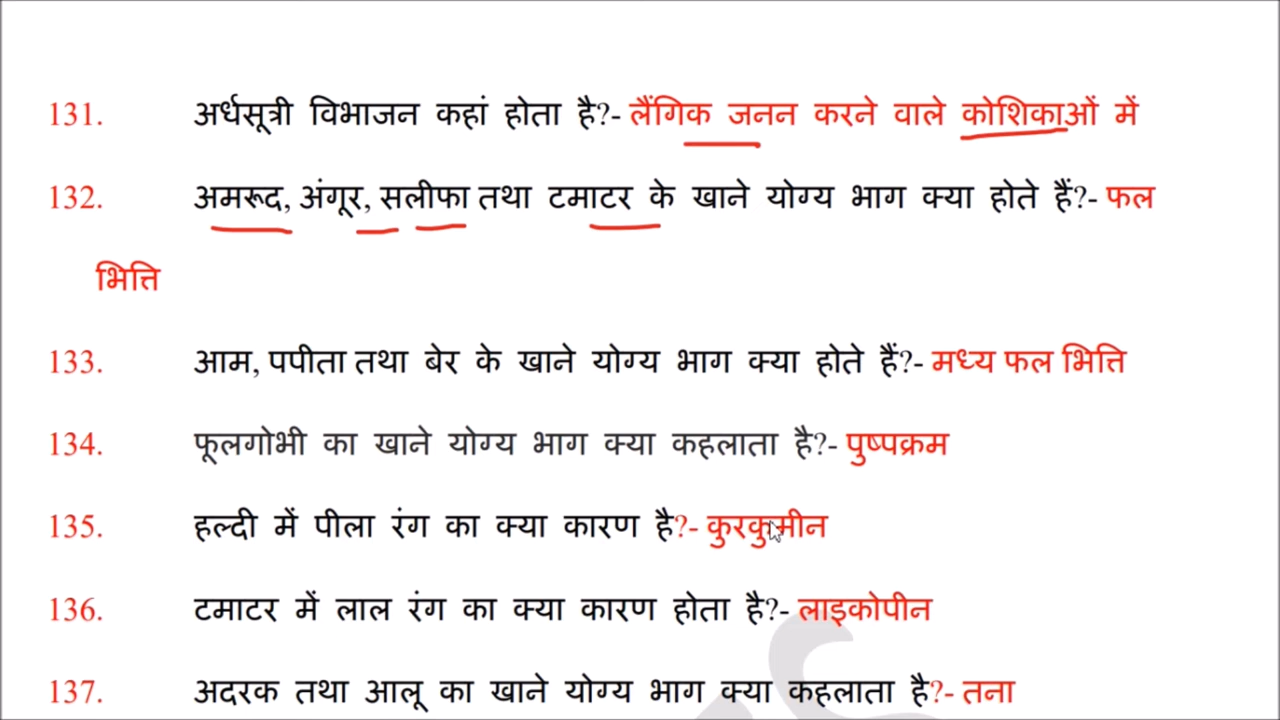 131. अर्धसूत्री विभाजन कहां होता है?- लैंगिक जनन करने वाले कोशिकाओं में
132. अमरूद, अंगूर, सलीफा तथा टमाटर के खाने योग्य भाग क्या होते हैं?- फल
भित्ति
133. आम, पपीता तथा बेर के खाने योग्य भाग क्या होते हैं?- मध्य फल भित्ति
134. फूलगोभी का खाने योग्य भाग क्या कहलाता है?- पुष्पक्रम
135. हल्दी में पीला रंग का क्या कारण है?- कुरकुमीन
136. टमाटर में लाल रंग का क्या कारण होता है?- लाइकोपीन
137. अदरक तथा आलू का खाने योग्य भाग क्या कहलाता है?- तना